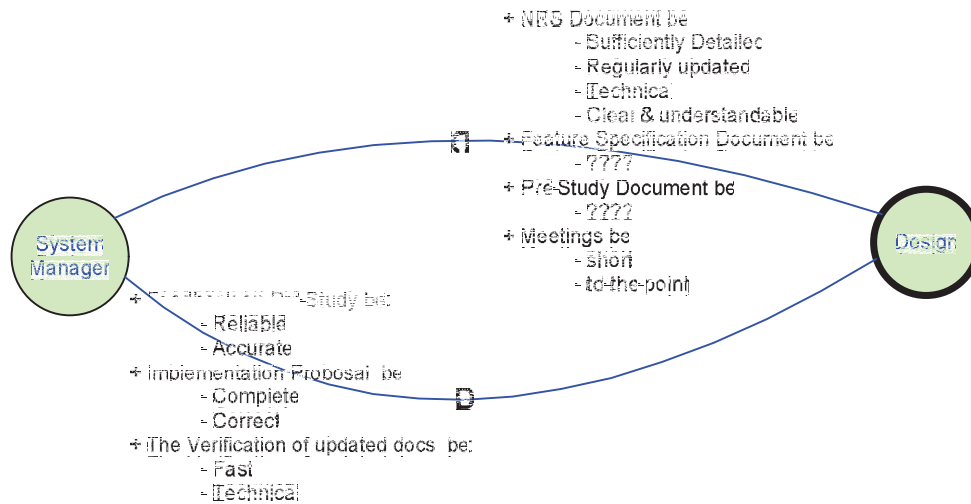 + NRS Document be
- Sufficiently Detailed
- Regularly updated
- Technical
- Clear & understandable
+ Feature Specification Document be
- ????
+ Pre-Study Document be
- ????
+ Meetings be
- short
- to-the-point
System
Manager
Design
+ Pre-Study be:
- Reliable
- Accurate
+ Implementation Proposal be
- Complete
- Correct
D
+ The Verification of updated docs be:
- Fast
- Technical